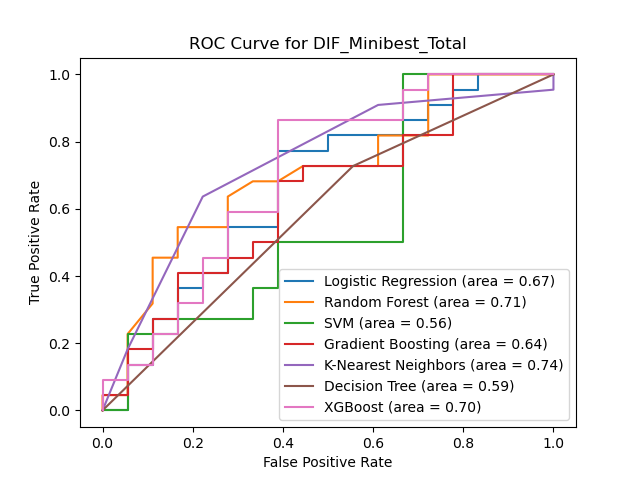 ROC Curve for DIF_Minibest_Total
True Positive Rate
1.0
0.8
0.6
0.4
0.2
0.0
Logistic Regression (area = 0.67)
Random Forest (area = 0.71)
SVM (area = 0.56)
Gradient Boosting (area = 0.64)
K-Nearest Neighbors (area = 0.74)
Decision Tree (area = 0.59)
XGBoost (area = 0.70)
0.0 0.2 0.4 0.6 0.8 1.0
False Positive Rate